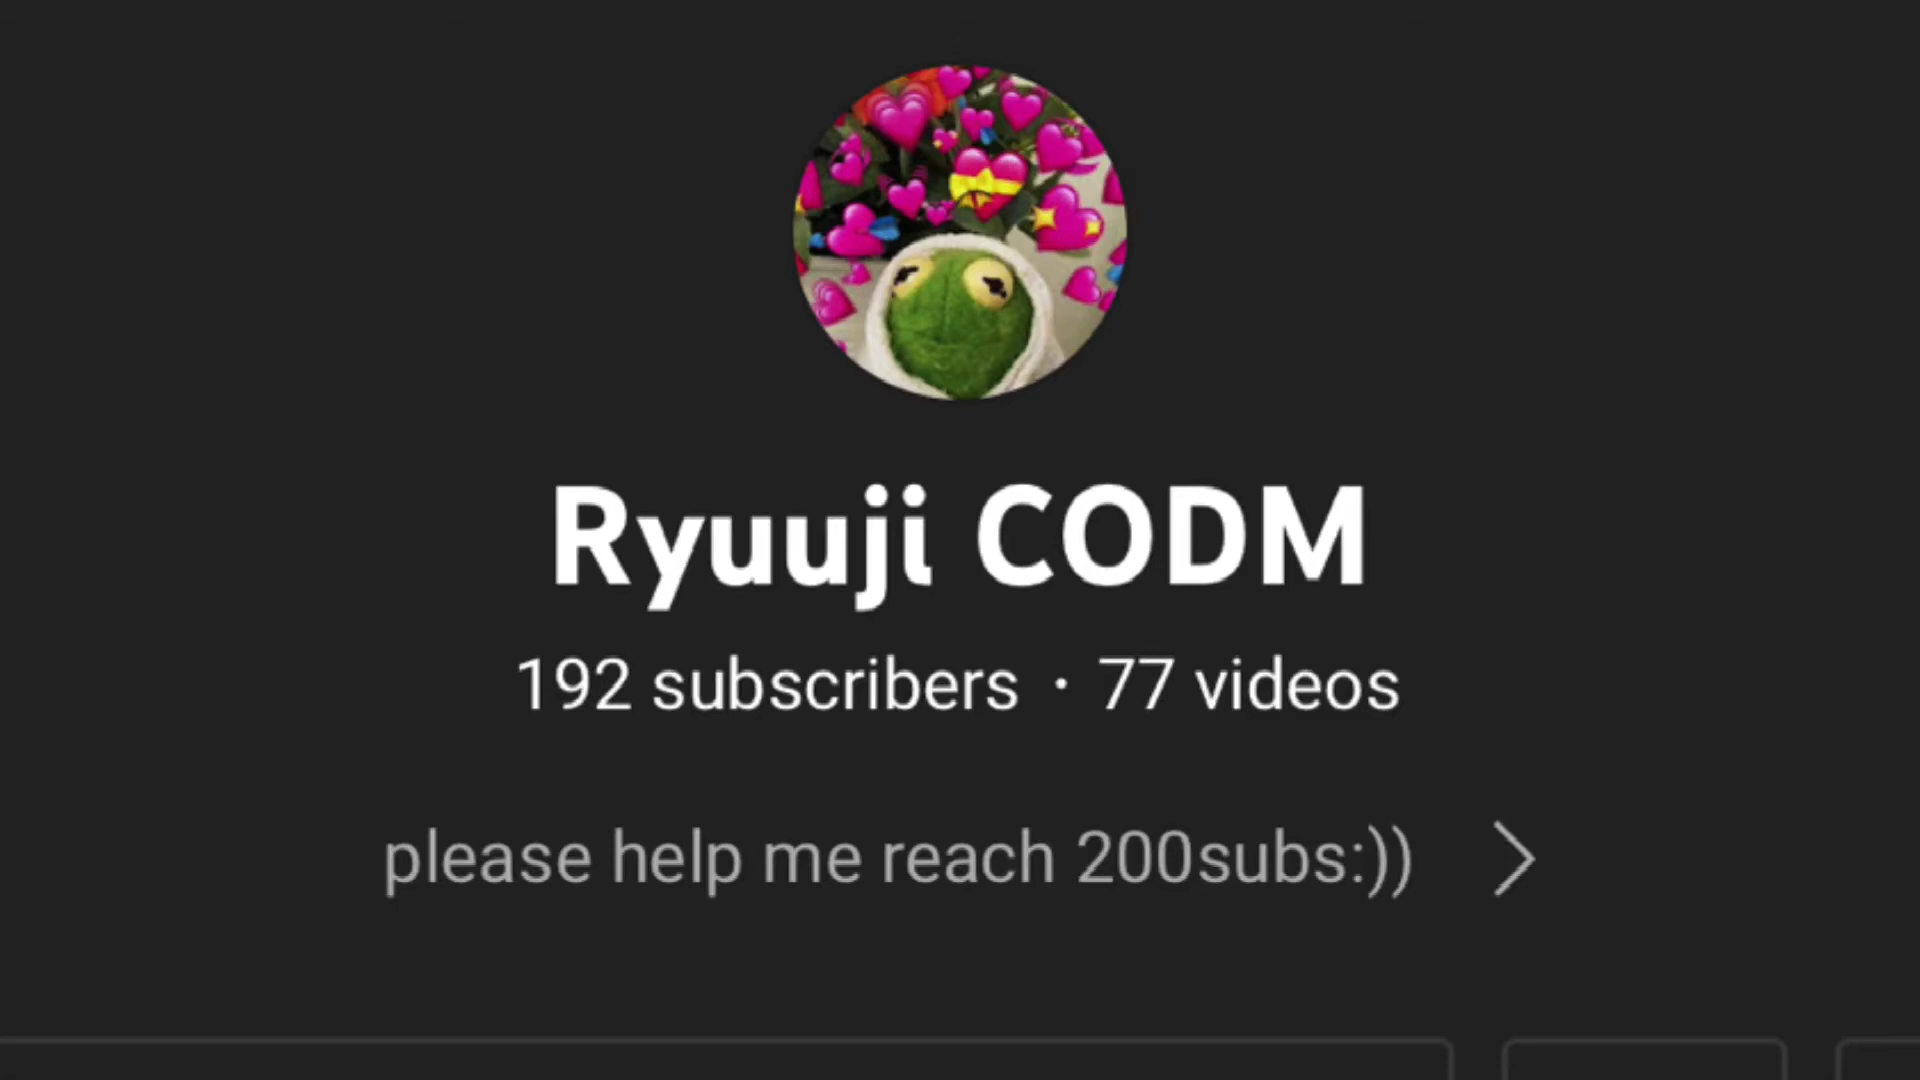 Ryuuji CODM
192 subscribers · 77 videos
please help me reach 200subs:))